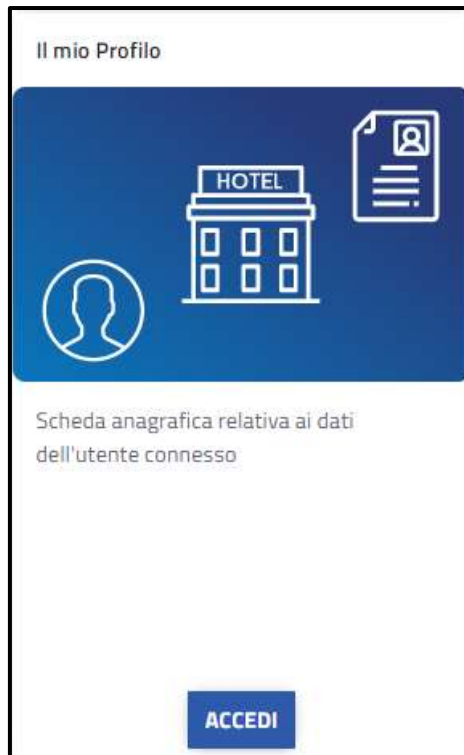 Il mio Profilo
HOTEL
Scheda anagrafica relativa ai dati
dell'utente connesso
ACCEDI